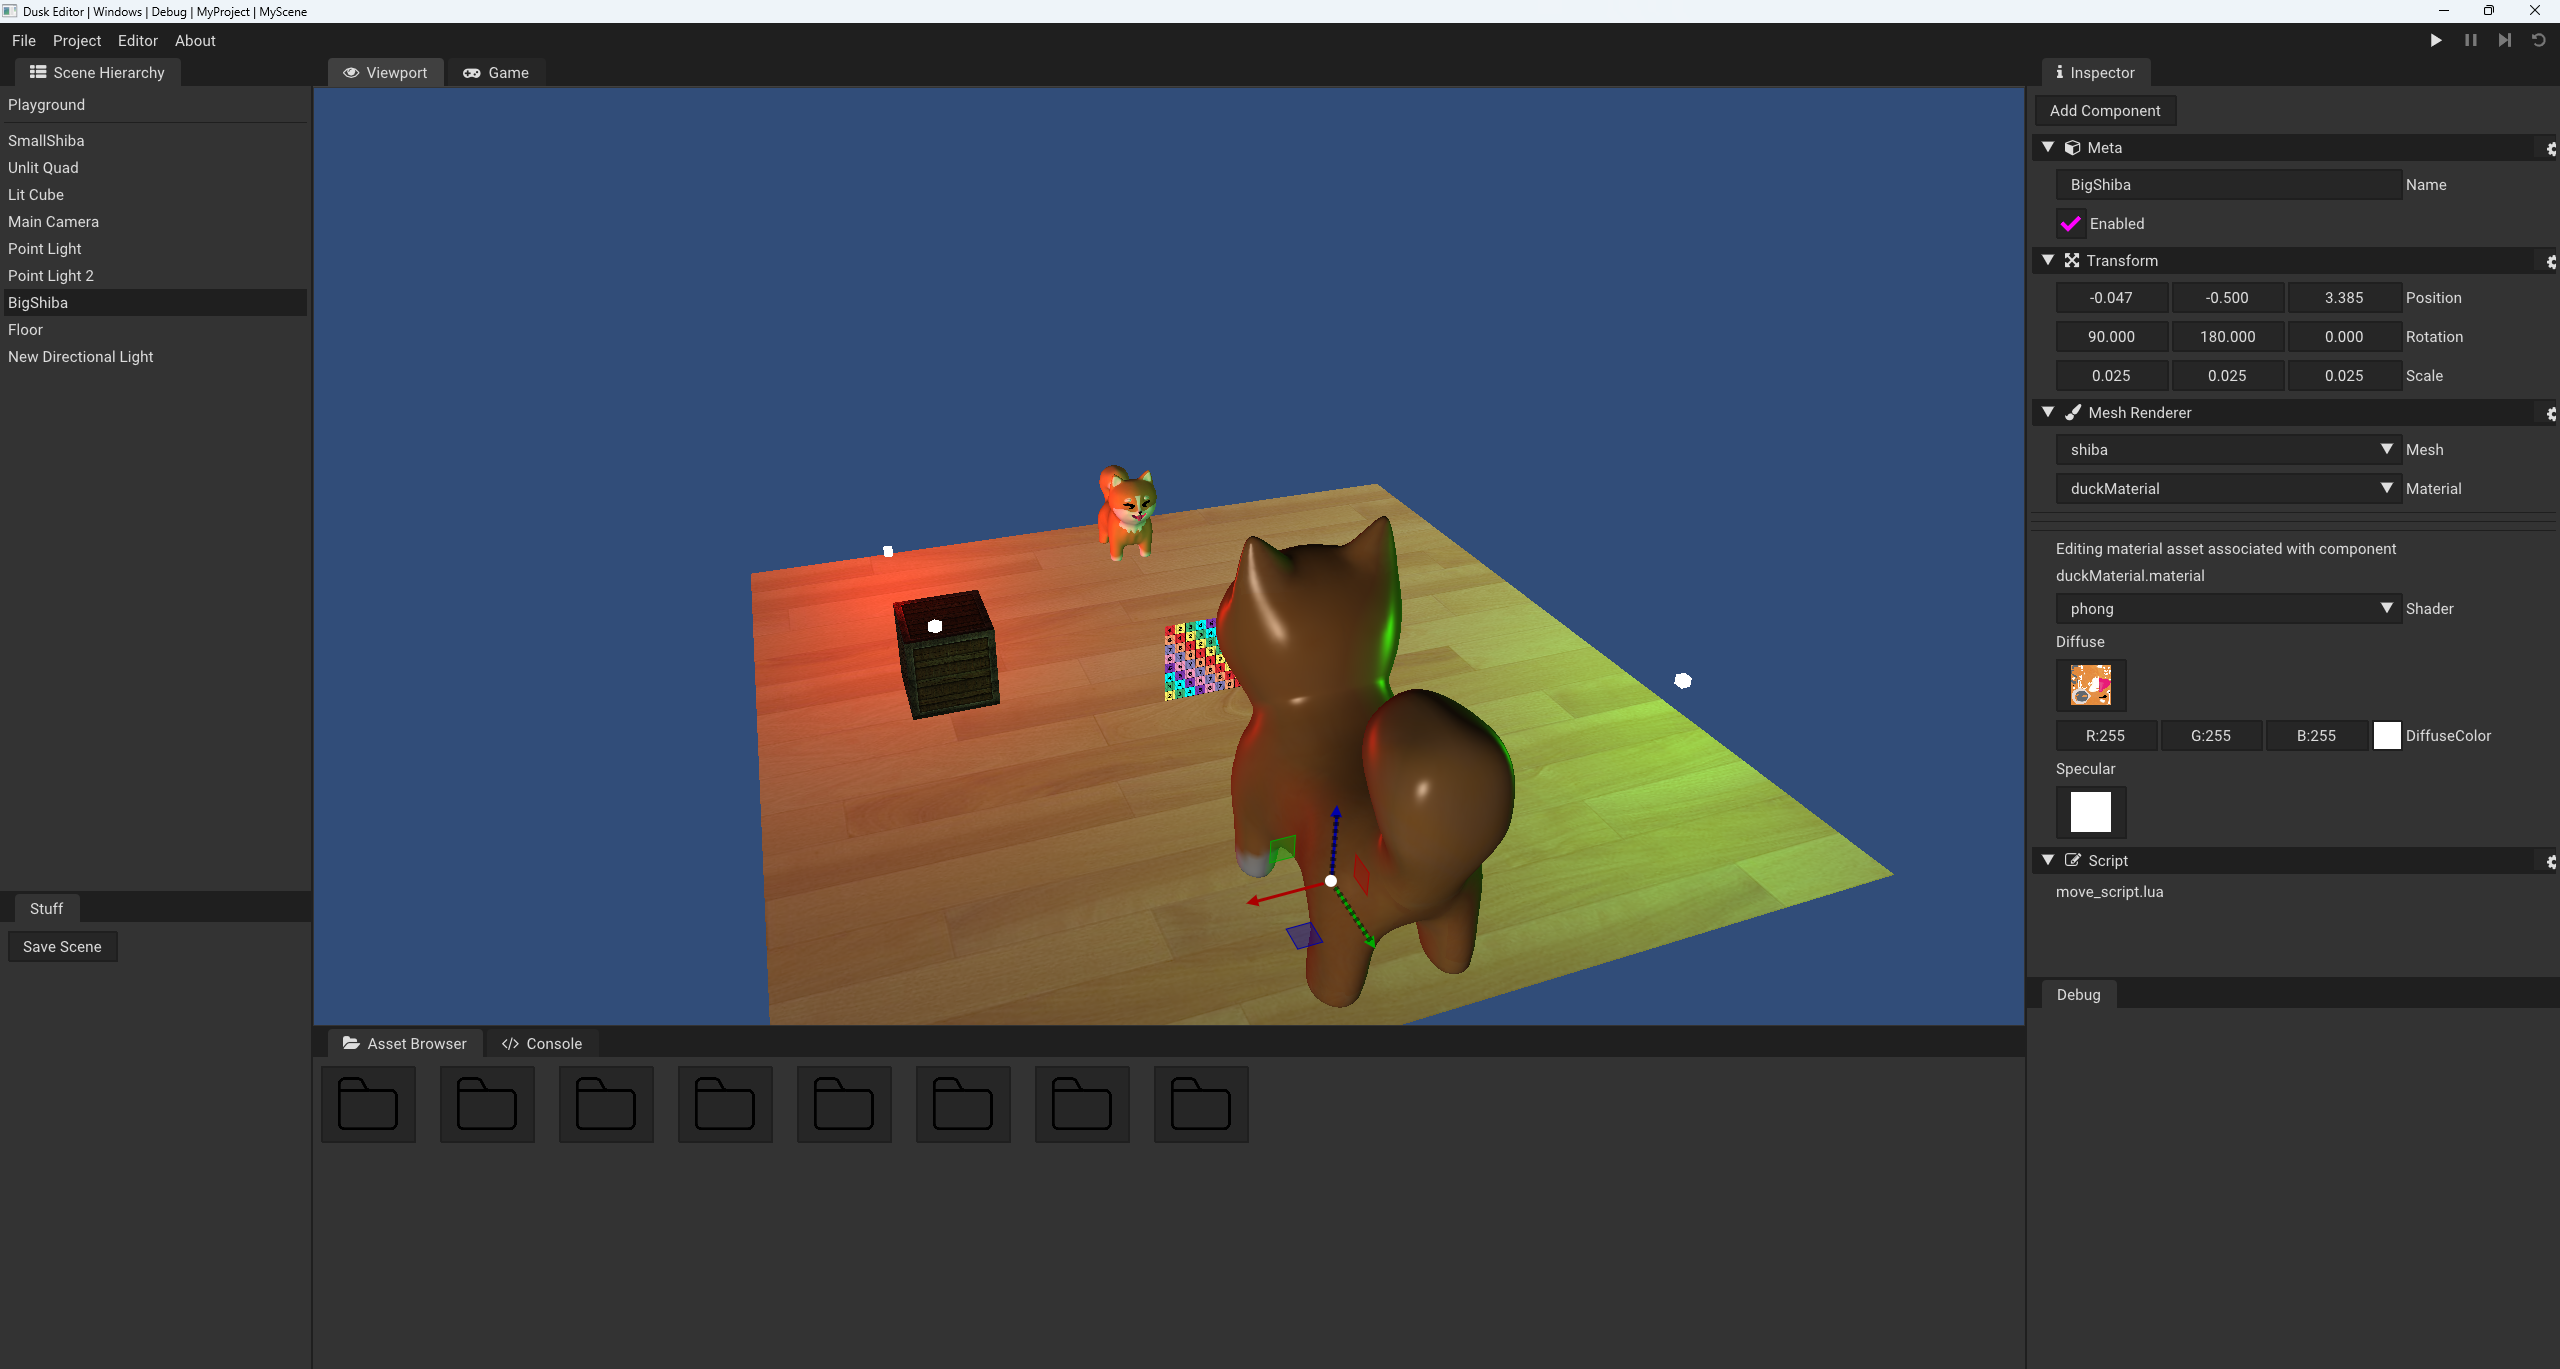 Dusk Editor | Windows | Debug | MyProject | MyScene
File Project Editor About
Scene Hierarchy
Playground
SmallShiba
Unlit Quad
Lit Cube
Main Camera
Point Light
Point Light 2
BigShiba
Floor
New Directional Light
Stuff
Save Scene
Viewport Game
Asset Browser Console
Inspector
Add Component
Meta
BigShiba Name
Enabled
Transform
-0.047 -0.500 3.385 Position
90.000 180.000 0.000 Rotation
0.025 0.025 0.025 Scale
Mesh Renderer
shiba Mesh
duckMaterial Material
Editing material asset associated with component
duckMaterial.material
phong Shader
Diffuse
R:255 G:255 B:255 DiffuseColor
Specular
Script
move_script.lua
Debug